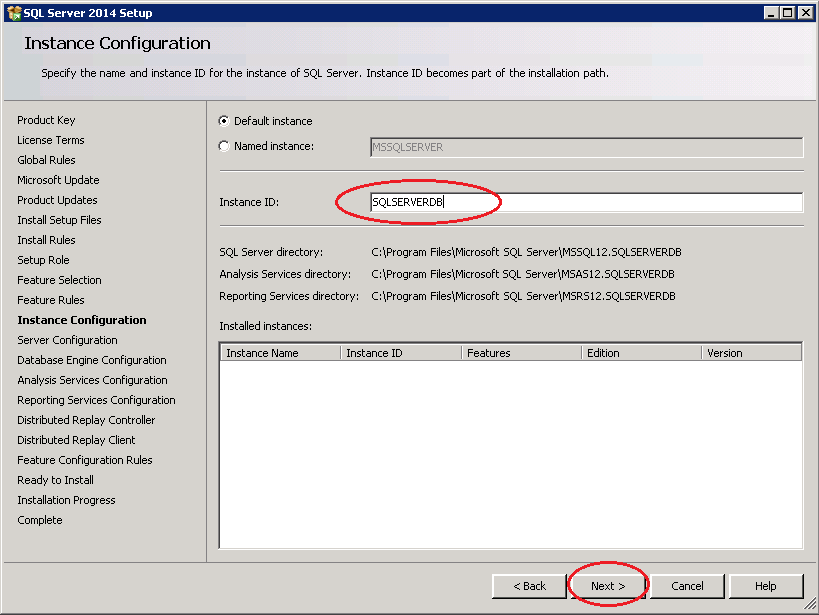 SQL Server 2014 Setup
Instance Configuration
Specify the name and instance ID for the instance of SQL Server. Instance ID becomes part of the installation path.
Product Key
License Terms
Global Rules
Microsoft Update
Product Updates
Install Setup Files
Install Rules
Setup Role
Feature Selection
Feature Rules
Instance Configuration
Server Configuration
Database Engine Configuration
Analysis Services Configuration
Reporting Services Configuration
Distributed Replay Controller
Distributed Replay Client
Feature Configuration Rules
Ready to Install
Installation Progress
Complete
Default instance
Named instance: MSSQLSERVER
Instance ID: SQLSERVERDB
SQL Server directory: C:\Program Files\Microsoft SQL Server\MSSQL12.SQLSERVERDB
Analysis Services directory: C:\Program Files\Microsoft SQL Server\MSAS12.SQLSERVERDB
Reporting Services directory: C:\Program Files\Microsoft SQL Server\MSRS12.SQLSERVERDB
Installed instances:
Instance Name Instance ID Features Edition Version
< Back Next > Cancel Help